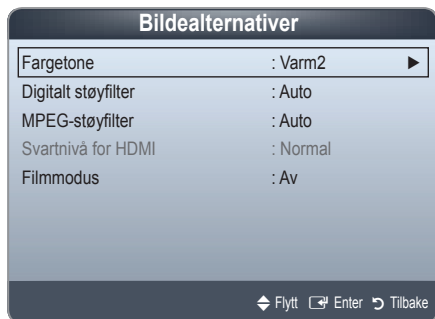 Bildealternativer
Fargetone : Varm2
Digitalt støyfilter : Auto
MPEG-støyfilter : Auto
Svartnivå for HDMI : Normal
Filmmodus : Av
Flytt Enter Tilbake